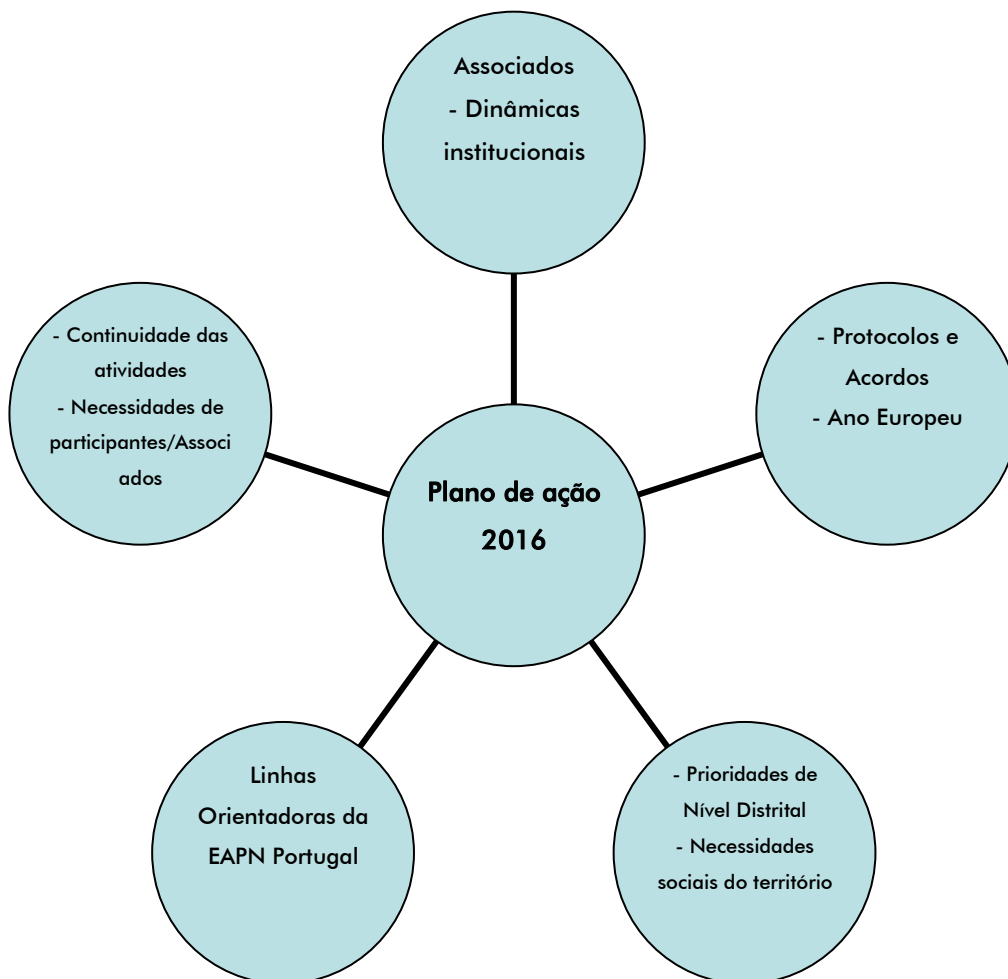 Associados
- Dinâmicas
institucionais
- Continuidade das
atividades
- Necessidades de
participantes/Associ
ados
- Protocolos e
Acordos
- Ano Europeu
Plano de ação
2016
Linhas
Orientadoras da
EAPN Portugal
- Prioridades de
Nível Distrital
- Necessidades
sociais do território